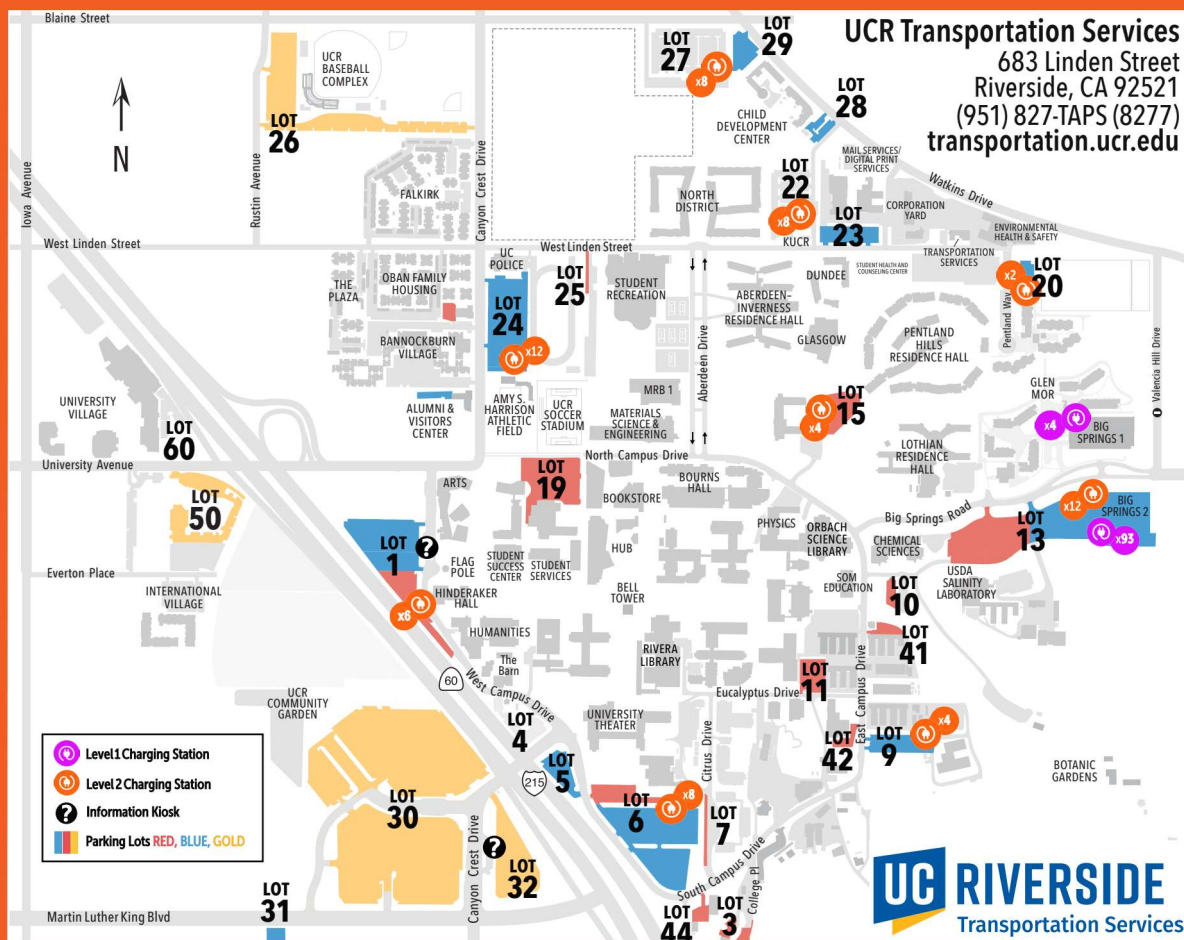 Blaine Street
UCR Transportation Services
683 Linden Street
Riverside, CA 92521
(951) 827-TAPS (8277)
transportation.ucr.edu
N
Iowa Avenue
Rustin Avenue
Canyon Crest Drive
UCR
BASEBALL
COMPLEX
LOT
26
FALKIRK
LOT
27
x8
LOT
29
CHILD
DEVELOPMENT
CENTER
LOT
28
MAIL SERVICES/
DIGITAL PRINT
SERVICES
Watkins Drive
NORTH
DISTRICT
LOT
22
x8
KUCR
LOT
23
CORPORATION
YARD
ENVIRONMENTAL
HEALTH & SAFETY
TRANSPORTATION
SERVICES
STUDENT HEALTH AND
COUNSELING CENTER
West Linden Street
West Linden Street
UC
POLICE
LOT
24
x12
LOT
25
STUDENT
RECREATION
THE
PLAZA
OBAN FAMILY
HOUSING
BANNOCKBURN
VILLAGE
ABERDEEN–
INVERNESS
RESIDENCE HALL
DUNDEE
GLASGOW
PENTLAND
HILLS
RESIDENCE HALL
x2
LOT
20
Pentland Way
Valencia Hill Drive
Aberdeen Drive
UNIVERSITY
VILLAGE
LOT
60
ALUMNI &
VISITORS
CENTER
AMY S.
HARRISON
ATHLETIC
FIELD
UCR
SOCCER
STADIUM
MRB 1
MATERIALS
SCIENCE &
ENGINEERING
LOT
15
x4
GLEN
MOR
x4
BIG
SPRINGS 1
LOTHIAN
RESIDENCE
HALL
University Avenue
North Campus Drive
LOT
50
ARTS
LOT
19
BOOKSTORE
BOURNS
HALL
PHYSICS
ORBACH
SCIENCE
LIBRARY
Big Springs Road
CHEMICAL
SCIENCES
LOT
13
x12
BIG
SPRINGS 2
x93
LOT
1
?
FLAG
POLE
STUDENT
SUCCESS
CENTER
STUDENT
SERVICES
HUB
Everton Place
INTERNATIONAL
VILLAGE
HINDERAKER
HALL
x6
BELL
TOWER
SOM
EDUCATION
LOT
10
USDA
SALINITY
LABORATORY
HUMANITIES
The
Barn
RIVERA
LIBRARY
LOT
41
60
West Campus Drive
LOT
11
Eucalyptus Drive
East Campus Drive
UCR
COMMUNITY
GARDEN
LOT
4
UNIVERSITY
THEATER
Citrus Drive
LOT
42
LOT
9
x4
BOTANIC
GARDENS
Level 1 Charging Station
Level 2 Charging Station
? Information Kiosk
Parking Lots RED, BLUE, GOLD
215
LOT
5
LOT
30
LOT
6
x8
LOT
7
Canyon Crest Drive
?
LOT
32
South Campus Drive
College Pl
LOT
31
Martin Luther King Blvd
LOT
44
LOT
3
UC RIVERSIDE
Transportation Services